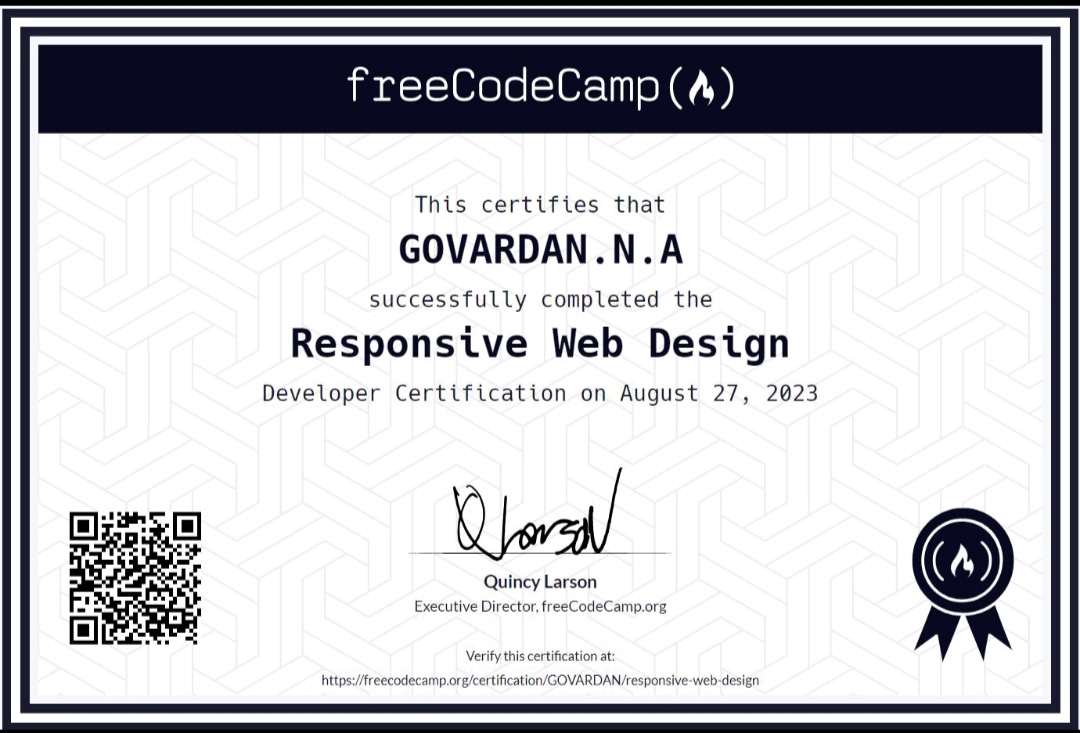 freeCodeCamp
This certifies that
GOVARDAN.N.A
successfully completed the
Responsive Web Design
Developer Certification on August 27, 2023
Quincy Larson
Executive Director, freeCodeCamp.org
Verify this certification at:
https://freecodecamp.org/certification/GOVARDAN/responsive-web-design